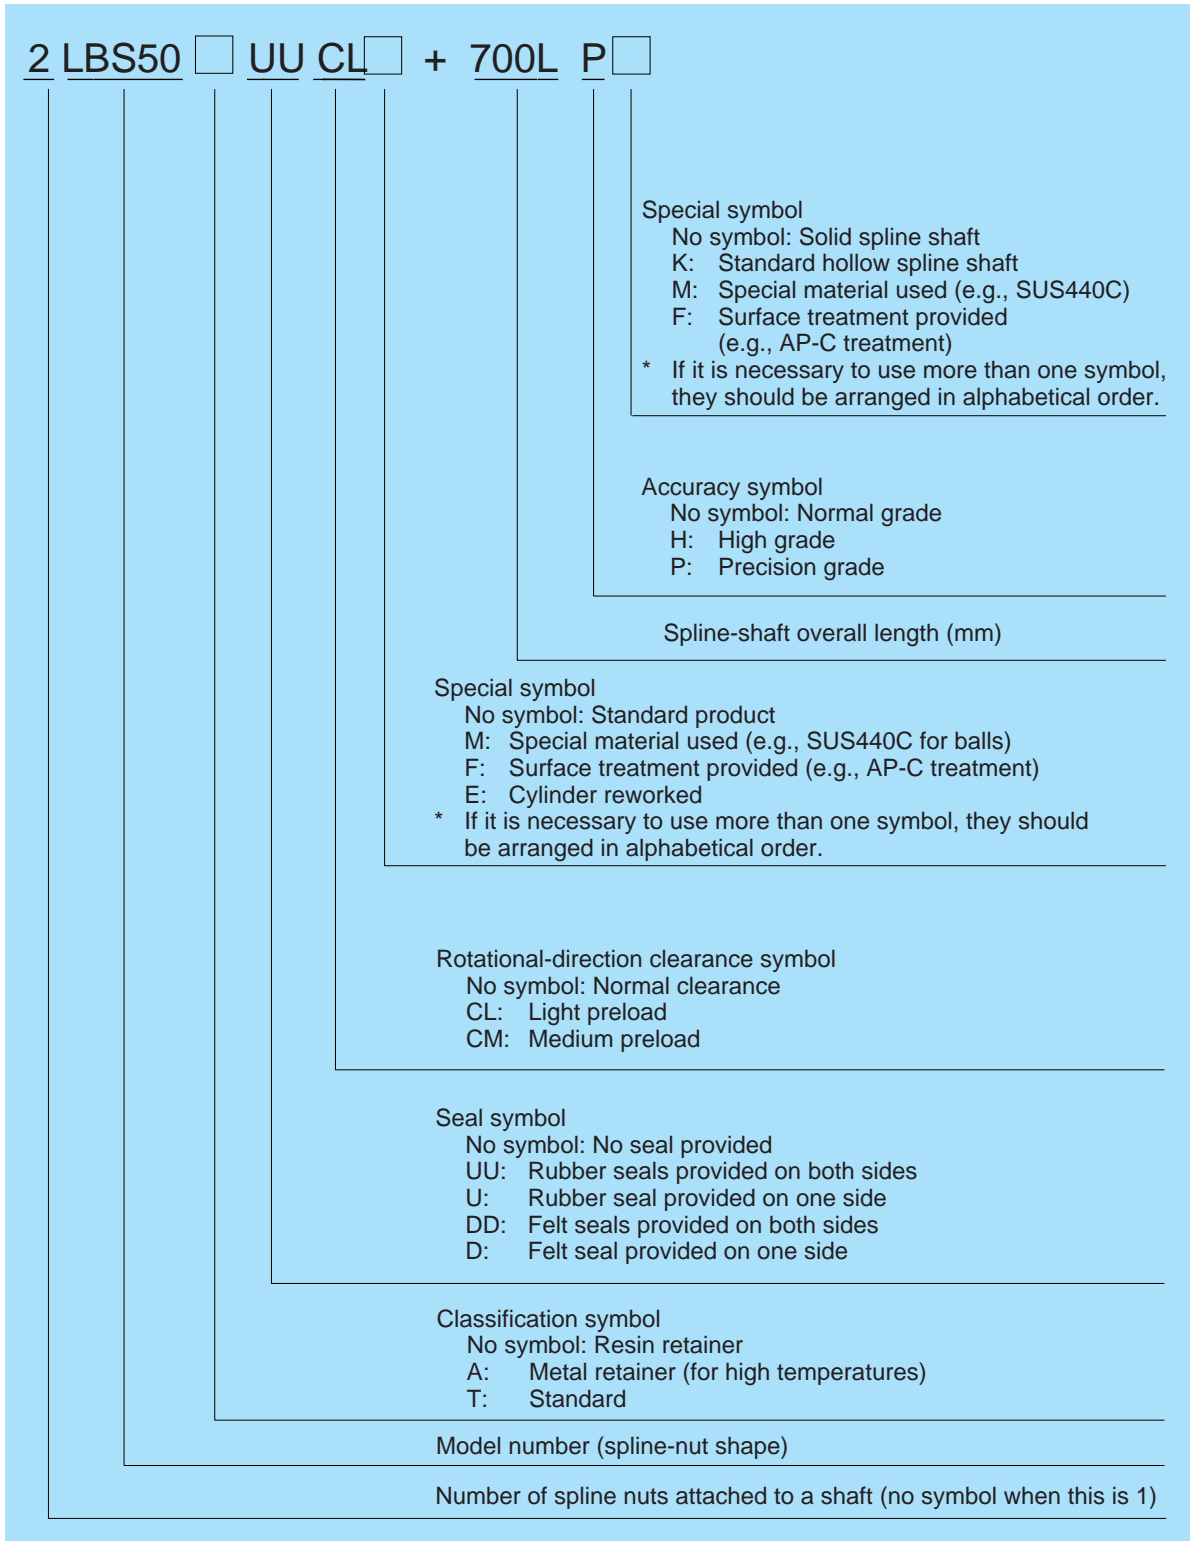 2 LBS50 □ UU CL□ + 700L P□
Special symbol
No symbol: Solid spline shaft
K: Standard hollow spline shaft
M: Special material used (e.g., SUS440C)
F: Surface treatment provided
(e.g., AP-C treatment)
* If it is necessary to use more than one symbol,
they should be arranged in alphabetical order.
Accuracy symbol
No symbol: Normal grade
H: High grade
P: Precision grade
Spline-shaft overall length (mm)
Special symbol
No symbol: Standard product
M: Special material used (e.g., SUS440C for balls)
F: Surface treatment provided (e.g., AP-C treatment)
E: Cylinder reworked
* If it is necessary to use more than one symbol, they should
be arranged in alphabetical order.
Rotational-direction clearance symbol
No symbol: Normal clearance
CL: Light preload
CM: Medium preload
Seal symbol
No symbol: No seal provided
UU: Rubber seals provided on both sides
U: Rubber seal provided on one side
DD: Felt seals provided on both sides
D: Felt seal provided on one side
Classification symbol
No symbol: Resin retainer
A: Metal retainer (for high temperatures)
T: Standard
Model number (spline-nut shape)
Number of spline nuts attached to a shaft (no symbol when this is 1)